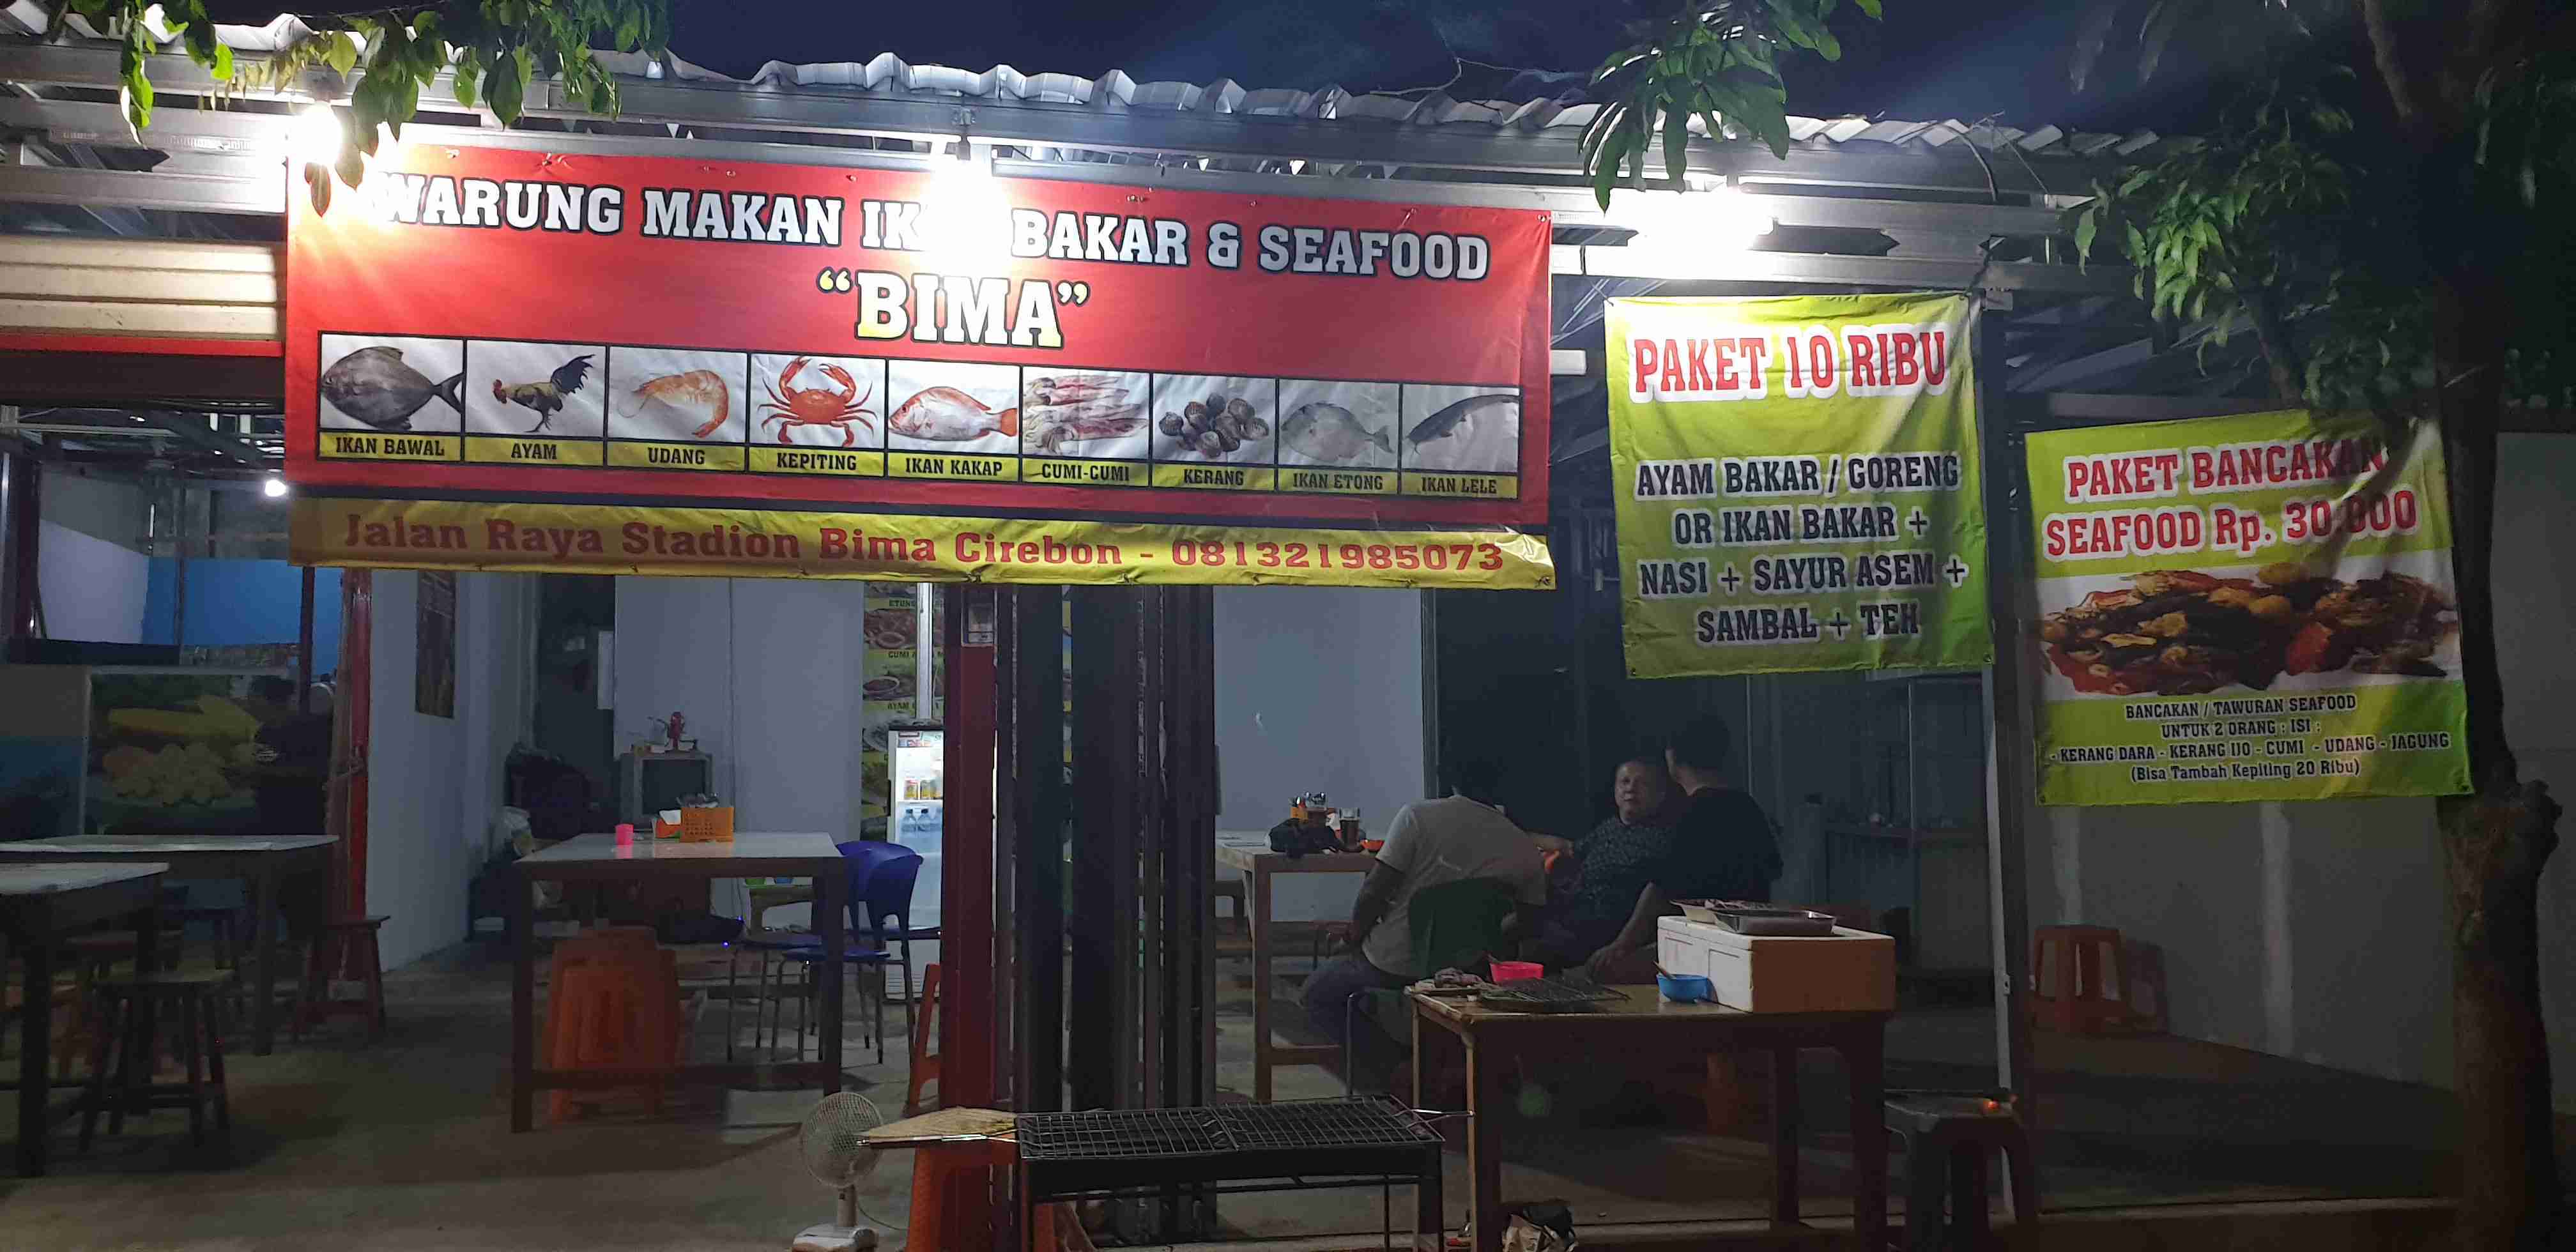 WARUNG MAKAN BAKAR & SEAFOOD
"BIMA"
IKAN BAWAL
AYAM
UDANG
KEPITING
IKAN KAKAP
CUMI-CUMI
KERANG
IKAN ETONG
IKAN LELE
Jalan Raya Stadion Bima Cirebon - 081321985073
PAKET 10 RIBU
AYAM BAKAR / GORENG
OR IKAN BAKAR +
NASI + SAYUR ASEM +
SAMBAL + TEH
PAKET BANCAKAN
SEAFOOD Rp. 30.000
BANCAKAN / TAWURAN SEAFOOD
UNTUK 2 ORANG : ISI :
- KERANG DARA - KERANG IJO - CUMI - UDANG - JAGUNG
(Bisa Tambah Kepiting 20 Ribu)